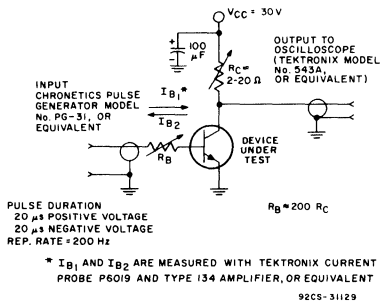 VCC = 30V
+
-
100
μF
RC=
2-20 Ω
OUTPUT TO
OSCILLOSCOPE
(TEKTRONIX MODEL
No. 543A,
OR EQUIVALENT)
INPUT
CHRONETICS PULSE
GENERATOR MODEL
No. PG-31, OR
EQUIVALENT
IB1*
IB2
RB
DEVICE
UNDER
TEST
PULSE DURATION
20 μs POSITIVE VOLTAGE
20 μs NEGATIVE VOLTAGE
REP. RATE = 200 Hz
RB ≈ 200 RC
* IB1 AND IB2 ARE MEASURED WITH TEKTRONIX CURRENT
PROBE P6019 AND TYPE 134 AMPLIFIER, OR EQUIVALENT
92CS-31129